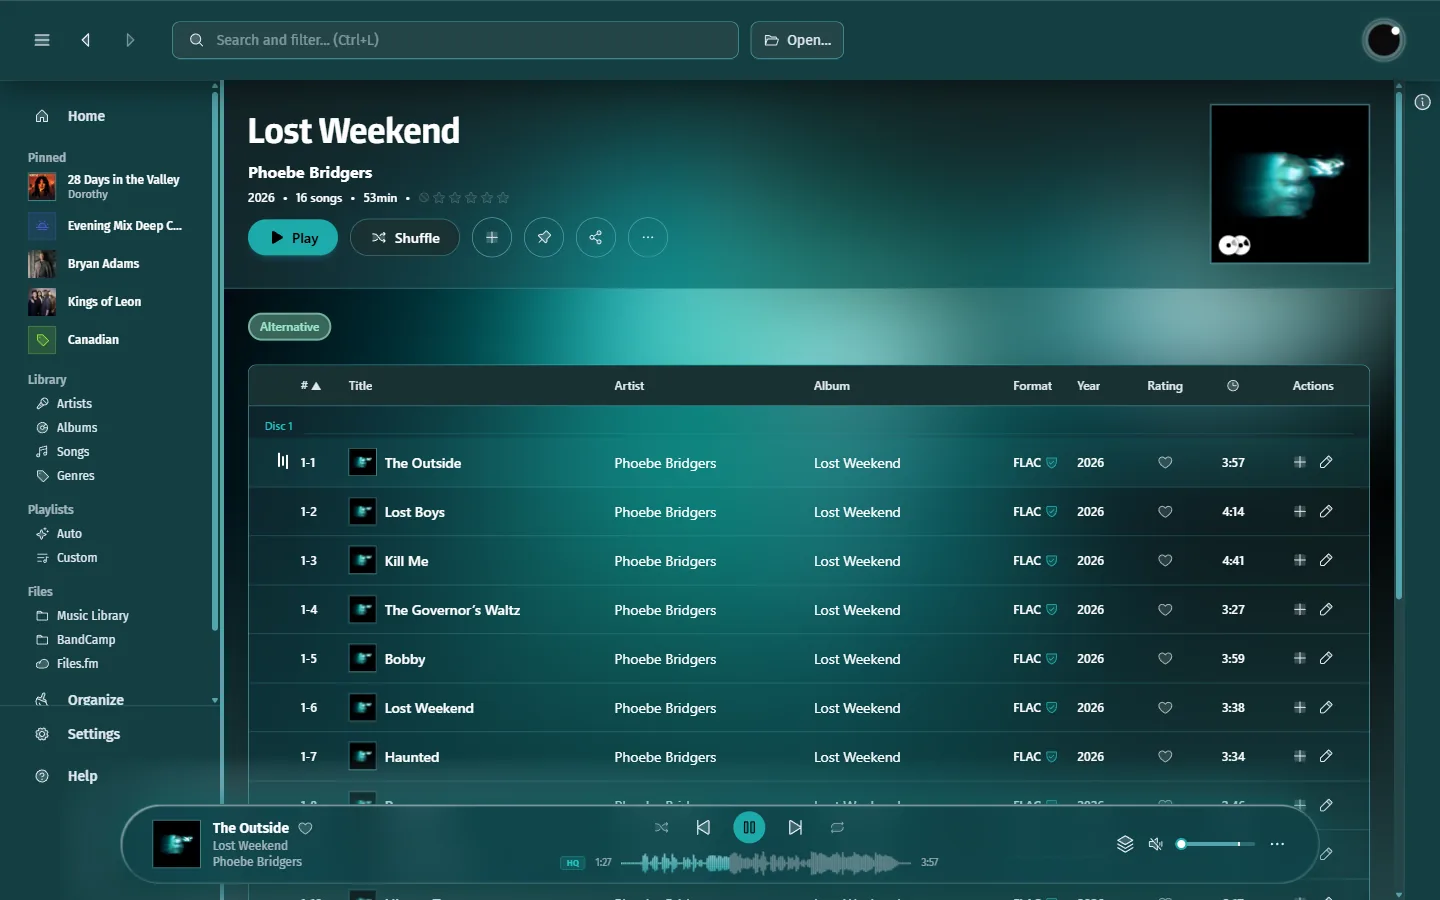 Search and filter... (Ctrl+L)
Open...
Home
Pinned
28 Days in the Valley
Dorothy
Evening Mix Deep C...
Bryan Adams
Kings of Leon
Canadian
Library
Artists
Albums
Songs
Genres
Playlists
Auto
Custom
Files
Music Library
BandCamp
Files.fm
Organize
Settings
Help
Lost Weekend
Phoebe Bridgers
2026 • 16 songs • 53min •
Play
Shuffle
Alternative
# ▲ Title Artist Album Format Year Rating Actions
Disc 1
1-1 The Outside Phoebe Bridgers Lost Weekend FLAC 2026 3:57
1-2 Lost Boys Phoebe Bridgers Lost Weekend FLAC 2026 4:14
1-3 Kill Me Phoebe Bridgers Lost Weekend FLAC 2026 4:41
1-4 The Governor's Waltz Phoebe Bridgers Lost Weekend FLAC 2026 3:27
1-5 Bobby Phoebe Bridgers Lost Weekend FLAC 2026 3:59
1-6 Lost Weekend Phoebe Bridgers Lost Weekend FLAC 2026 3:38
1-7 Haunted Phoebe Bridgers Lost Weekend FLAC 2026 3:34
The Outside
Lost Weekend
Phoebe Bridgers
HQ 1:27 3:57